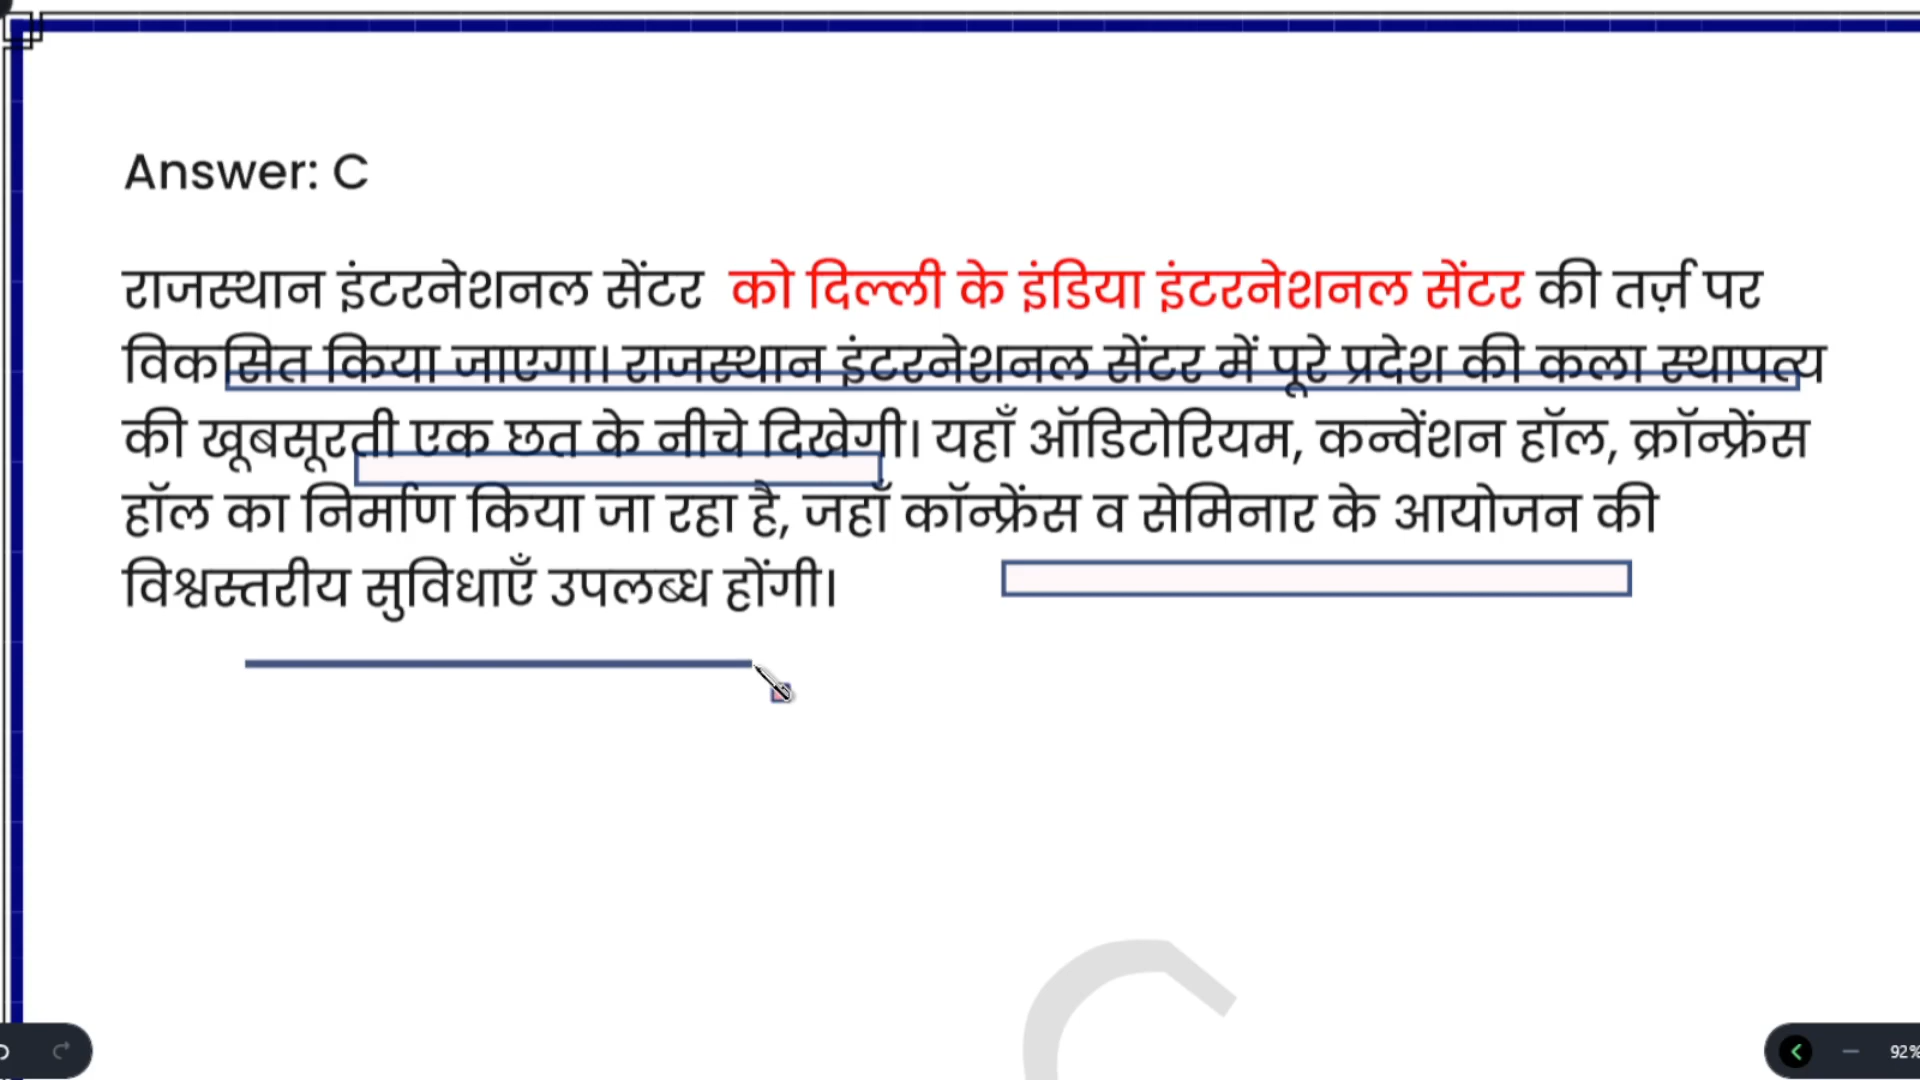 Answer: C
राजस्थान इंटरनेशनल सेंटर को दिल्ली के इंडिया इंटरनेशनल सेंटर की तर्ज़ पर
विकसित किया जाएगा। राजस्थान इंटरनेशनल सेंटर में पूरे प्रदेश की कला स्थापत्य
की खूबसूरती एक छत के नीचे दिखेगी। यहाँ ऑडिटोरियम, कन्वेंशन हॉल, क्रॉन्फ्रेंस
हॉल का निर्माण किया जा रहा है, जहाँ कॉन्फ्रेंस व सेमिनार के आयोजन की
विश्वस्तरीय सुविधाएँ उपलब्ध होंगी।
92%